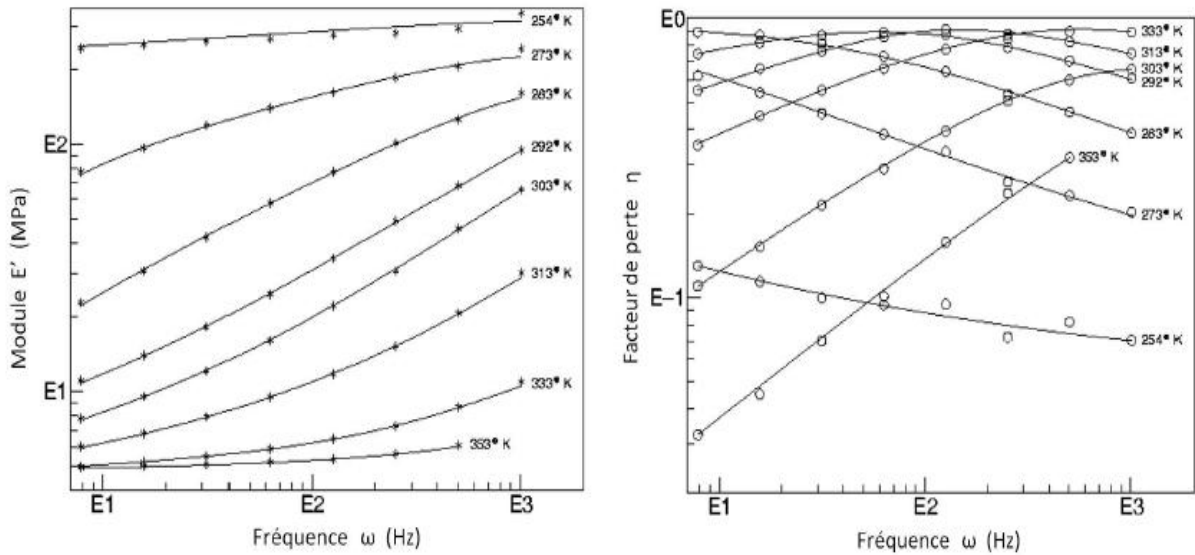 Module E' (MPa)
E2
E1
254° K
273° K
283° K
292° K
303° K
313° K
333° K
353° K
E1
E2
E3
Fréquence ω (Hz)
Facteur de perte η
E0
E-1
333° K
313° K
303° K
292° K
283° K
353° K
273° K
254° K
E1
E2
E3
Fréquence ω (Hz)